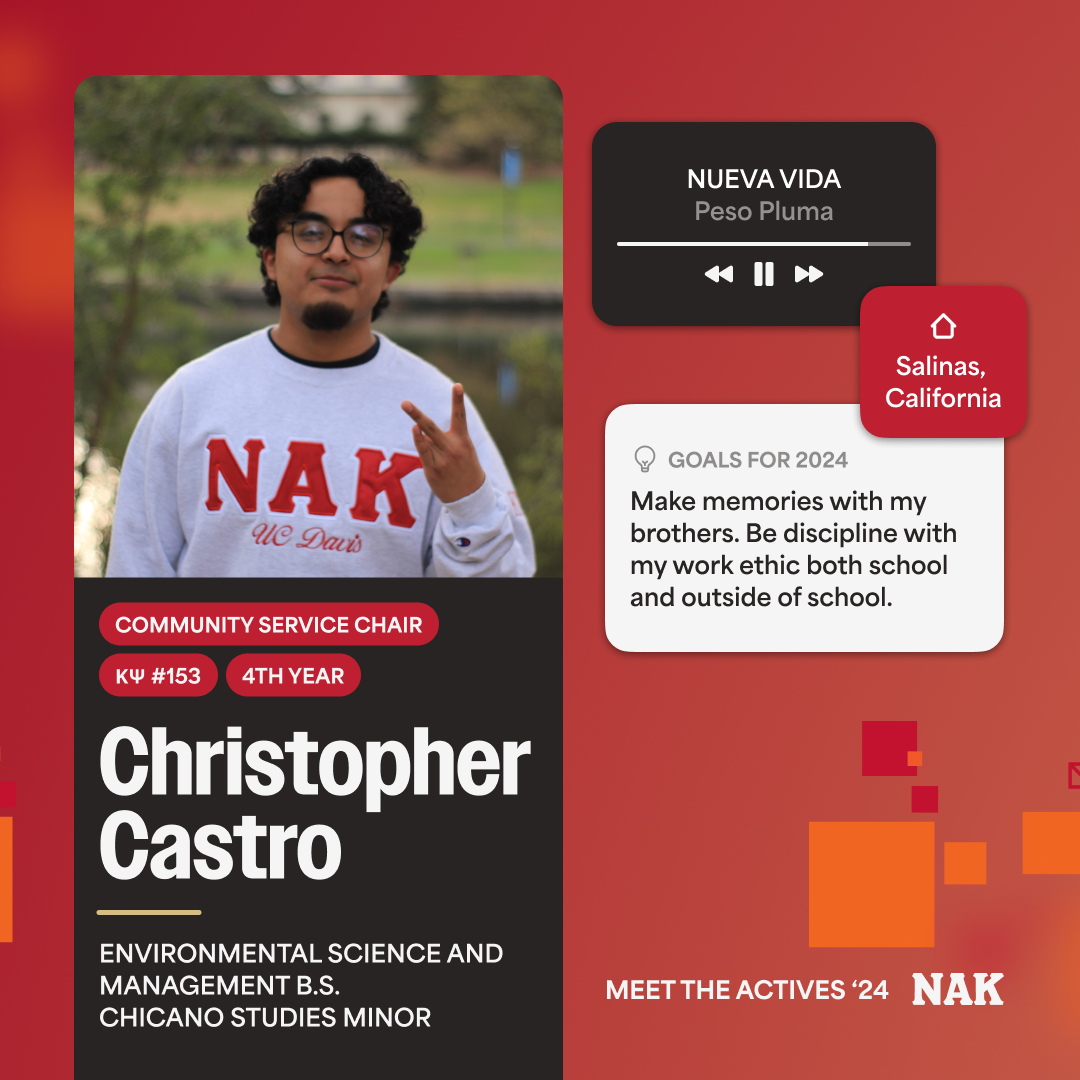 NAK
UC Davis
COMMUNITY SERVICE CHAIR
ΚΨ #153
4TH YEAR
Christopher
Castro
ENVIRONMENTAL SCIENCE AND
MANAGEMENT B.S.
CHICANO STUDIES MINOR
NUEVA VIDA
Peso Pluma
Salinas,
California
GOALS FOR 2024
Make memories with my
brothers. Be discipline with
my work ethic both school
and outside of school.
MEET THE ACTIVES ‘24
NAK